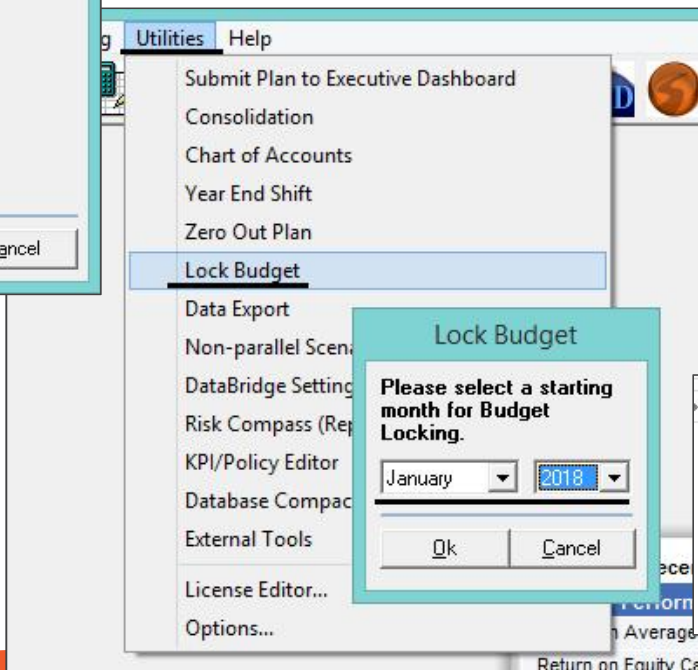 g Utilities Help
Submit Plan to Executive Dashboard
Consolidation
Chart of Accounts
Year End Shift
Zero Out Plan
ancel
Lock Budget
Data Export
Non-parallel Scena
DataBridge Setting
Risk Compass (Rep
KPI/Policy Editor
Database Compac
External Tools
License Editor...
Options...
Lock Budget
Please select a starting
month for Budget
Locking.
January 2018
Ok Cancel
Average
Return on Equity Ca